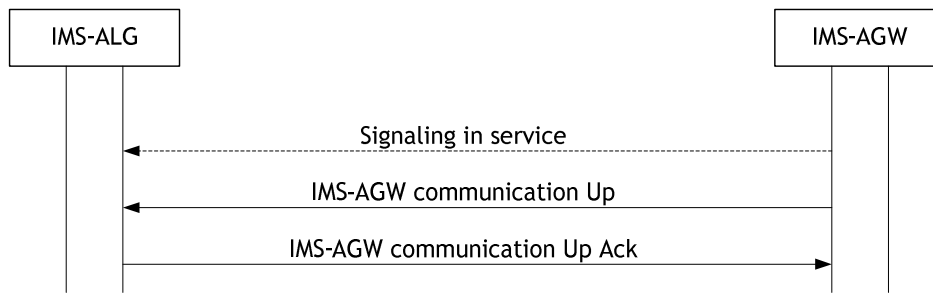 IMS-ALG
IMS-AGW
Signaling in service
IMS-AGW communication Up
IMS-AGW communication Up Ack